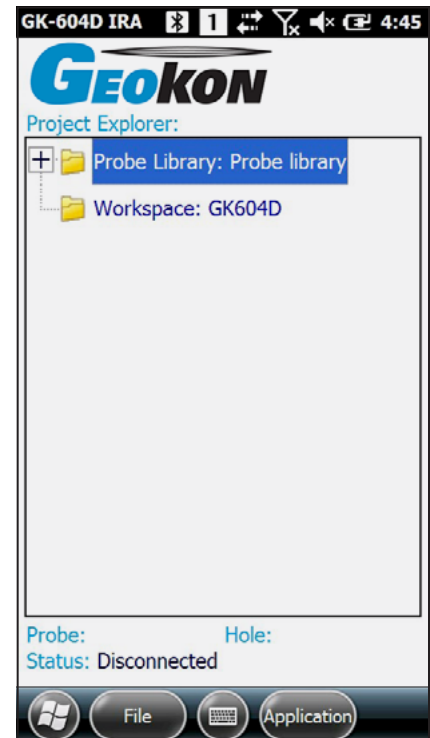 GK-604D IRA 1 4:45
GEOKON
Project Explorer:
Probe Library: Probe library
Workspace: GK604D
Probe: Hole:
Status: Disconnected
File Application